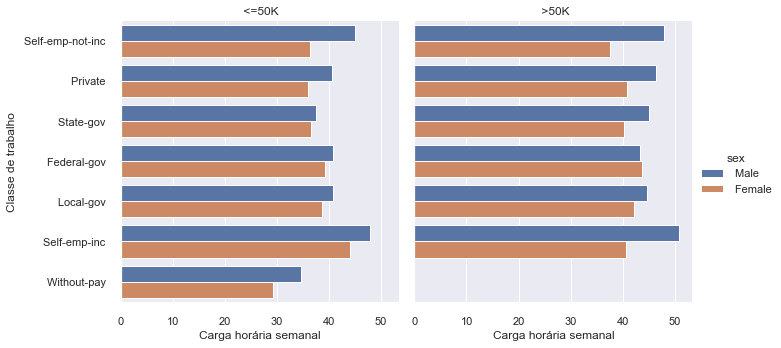 <=50K
>50K
Classe de trabalho
Self-emp-not-inc
Private
State-gov
Federal-gov
Local-gov
Self-emp-inc
Without-pay
0 10 20 30 40 50
Carga horária semanal
0 10 20 30 40 50
Carga horária semanal
sex
Male
Female